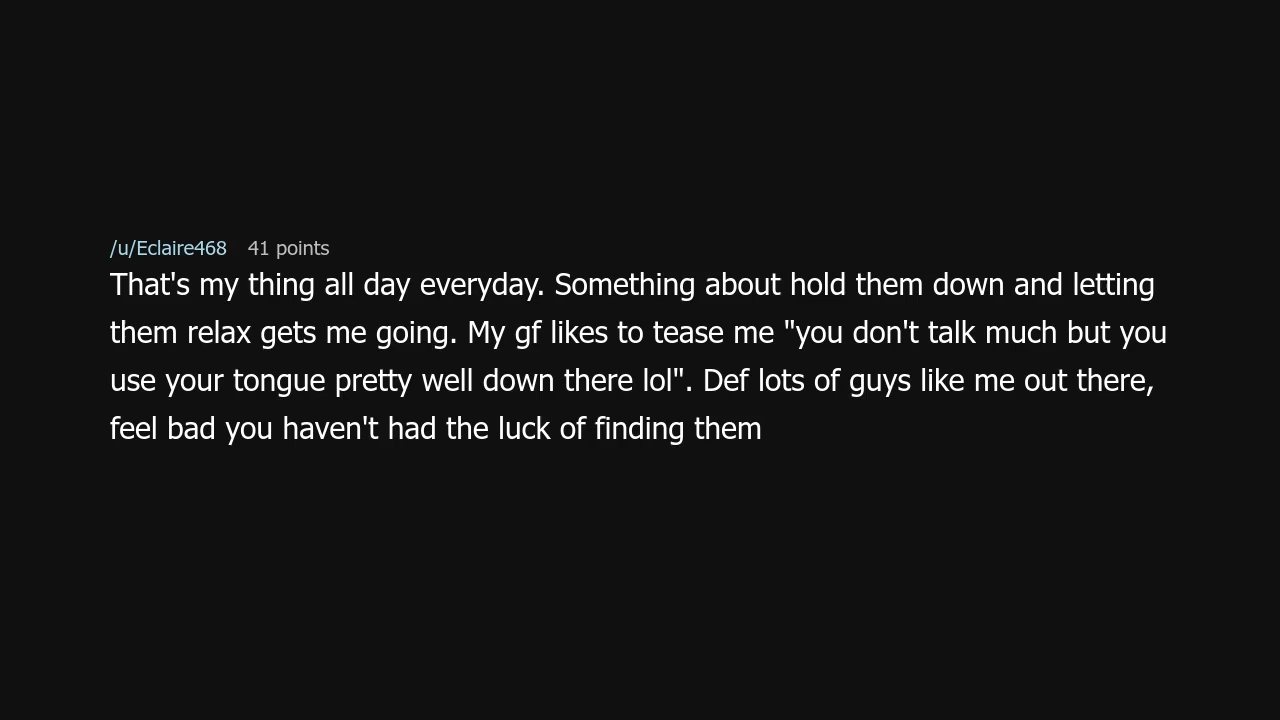 /u/Eclaire468 41 points
That's my thing all day everyday. Something about hold them down and letting
them relax gets me going. My gf likes to tease me "you don't talk much but you
use your tongue pretty well down there lol". Def lots of guys like me out there,
feel bad you haven't had the luck of finding them